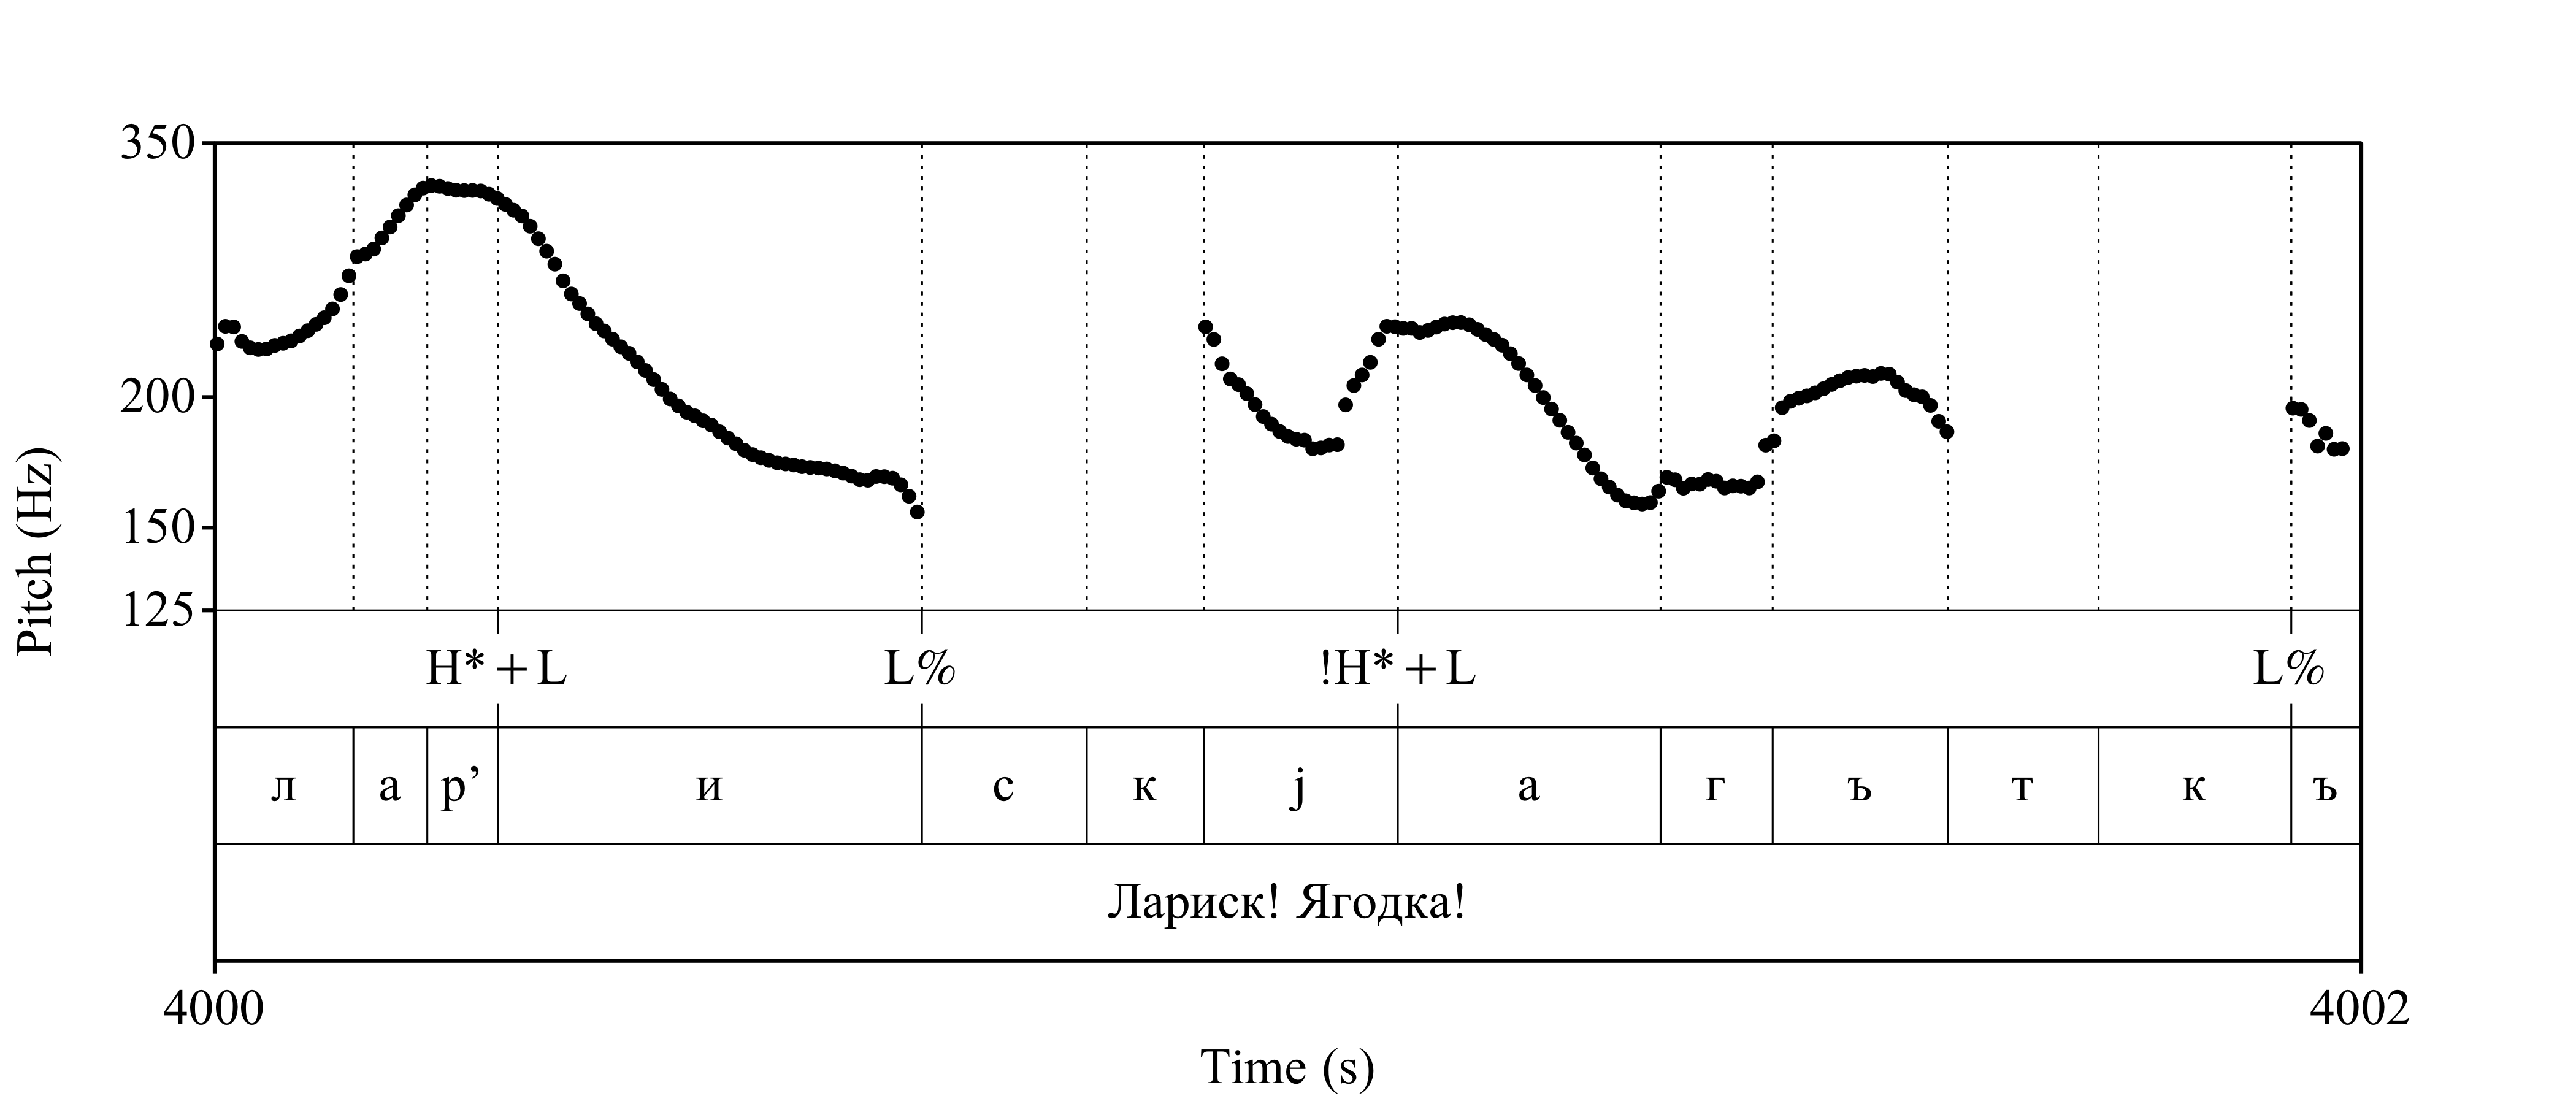 350
200
150
125
Pitch (Hz)
H* + L L% !H* + L L%
л а р’ и с к j а г ъ т к ъ
Лариск! Ягодка!
4000 4002
Time (s)